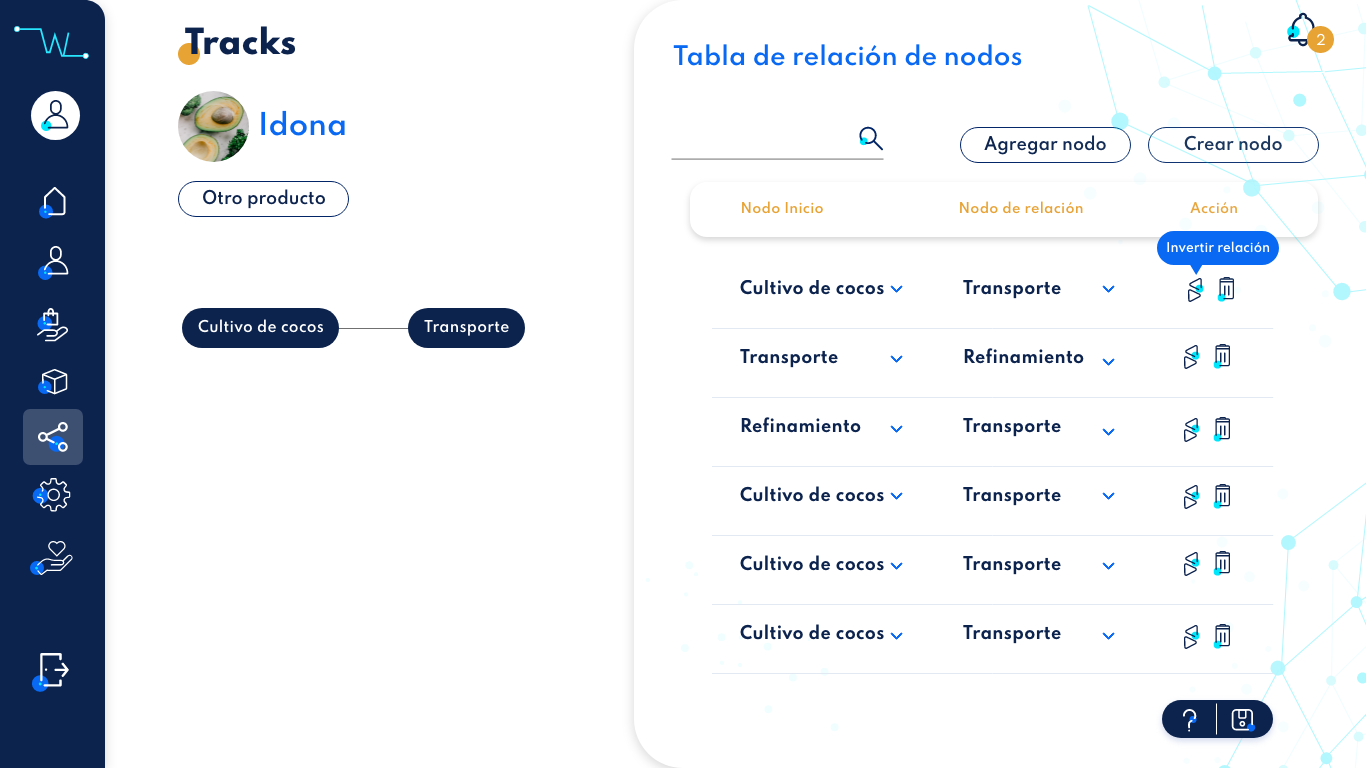 W
Tracks
Idona
Otro producto
Cultivo de cocos
Transporte
Tabla de relación de nodos
2
Agregar nodo
Crear nodo
Nodo Inicio
Nodo de relación
Acción
Invertir relación
Cultivo de cocos
Transporte
Transporte
Refinamiento
Refinamiento
Transporte
Cultivo de cocos
Transporte
Cultivo de cocos
Transporte
Cultivo de cocos
Transporte
?